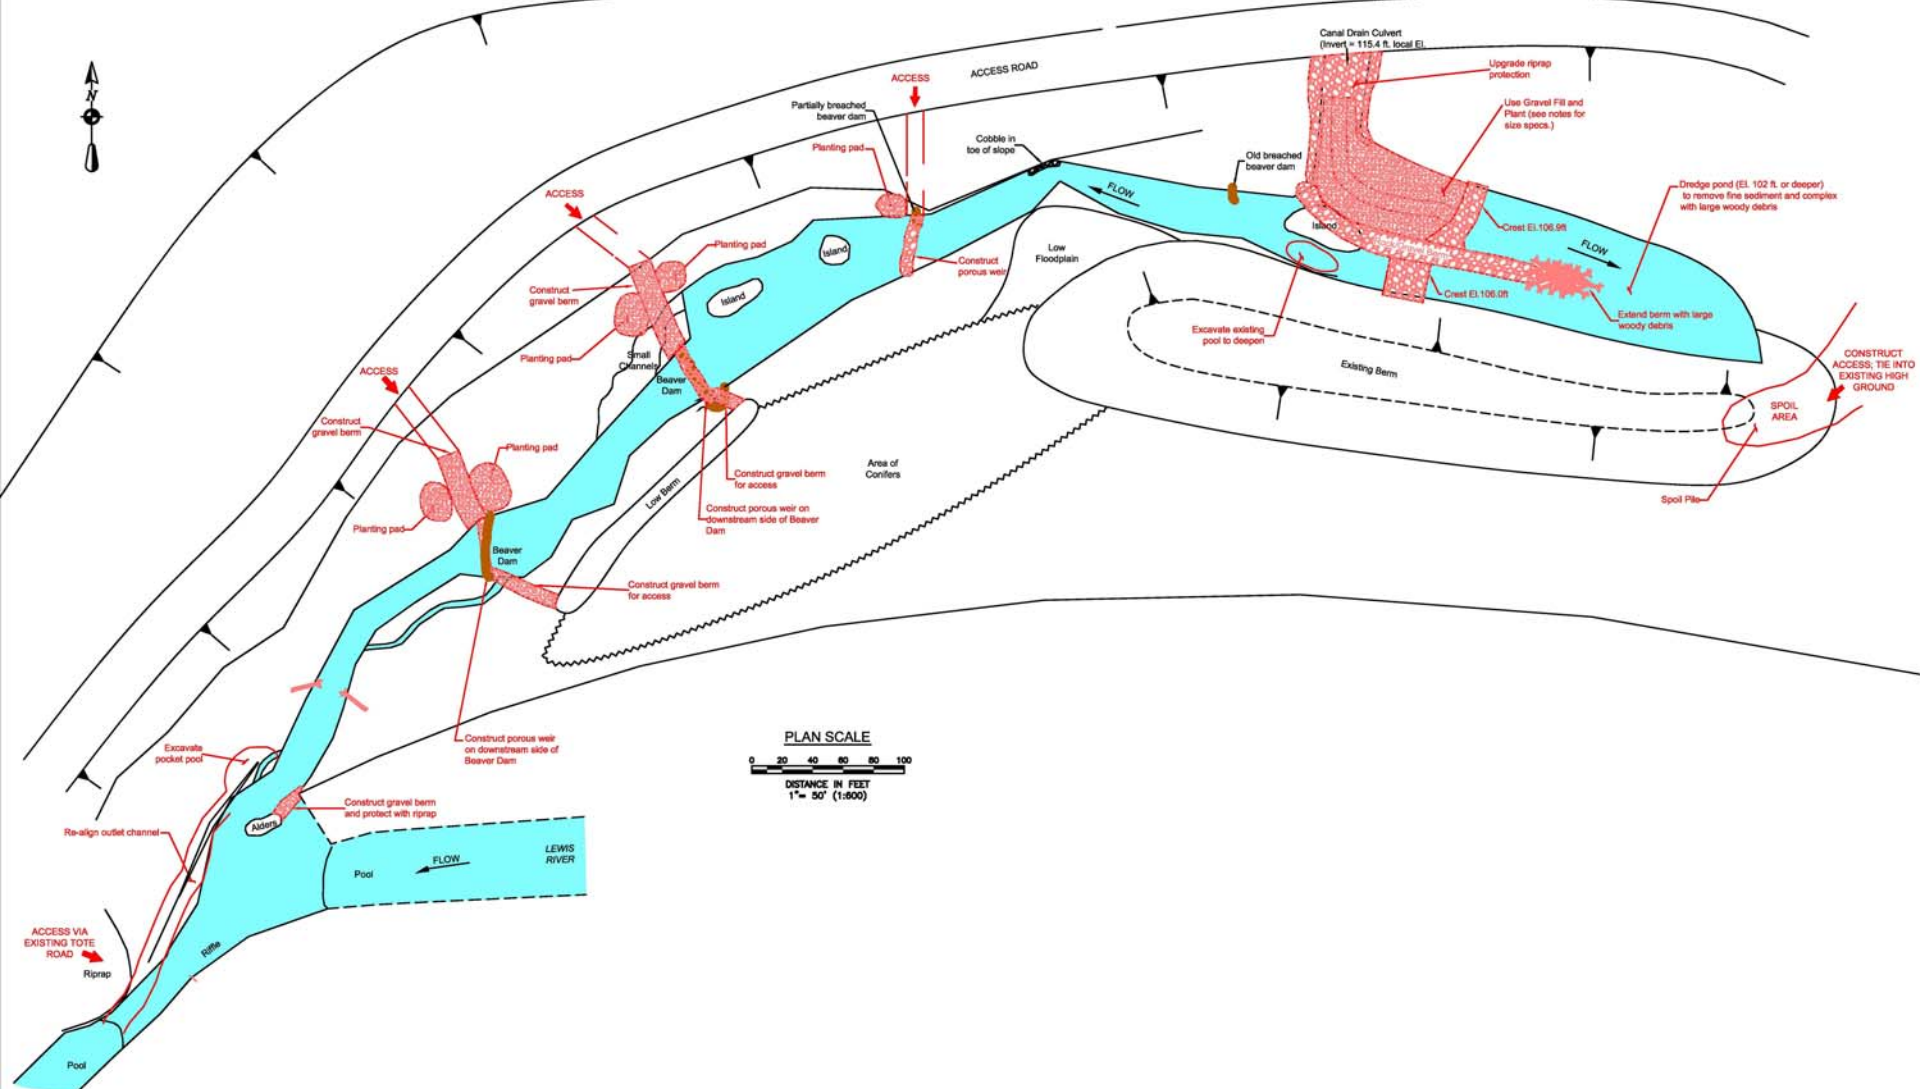 Canal Drain Culvert
(Invert = 115.4 ft. local El.
ACCESS ROAD
Upgrade riprap
protection
ACCESS
N
Partially breached
beaver dam
Use Gravel Fill and
Plant (see notes for
size specs.)
Cobble in
toe of slope
Planting pad
Old breached
beaver dam
FLOW
Dredge pond (El. 102 ft. or deeper)
to remove fine sediment and complex
with large woody debris
ACCESS
Island
Crest El.106.9ft
FLOW
Planting pad
Island
Low
Floodplain
Construct
porous weir
Construct
gravel berm
Island
Crest El.106.0ft
Extend berm with large
woody debris
Excavate existing
pool to deepen
Planting pad
Small
Channels
Existing Berm
CONSTRUCT
ACCESS; TIE INTO
EXISTING HIGH
GROUND
ACCESS
Beaver
Dam
SPOIL
AREA
Construct
gravel berm
Planting pad
Area of
Conifers
Construct gravel berm
for access
Low Berm
Spoil Pile
Construct porous weir on
downstream side of Beaver
Dam
Planting pad
Beaver
Dam
Construct gravel berm
for access
Construct porous weir
on downstream side of
Beaver Dam
PLAN SCALE
0 20 40 60 80 100
DISTANCE IN FEET
1"= 50' (1:600)
Excavate
pocket pool
Construct gravel berm
and protect with riprap
Alders
Re-align outlet channel
LEWIS
RIVER
FLOW
Pool
ACCESS VIA
EXISTING TOTE
ROAD
Riffle
Riprap
Pool